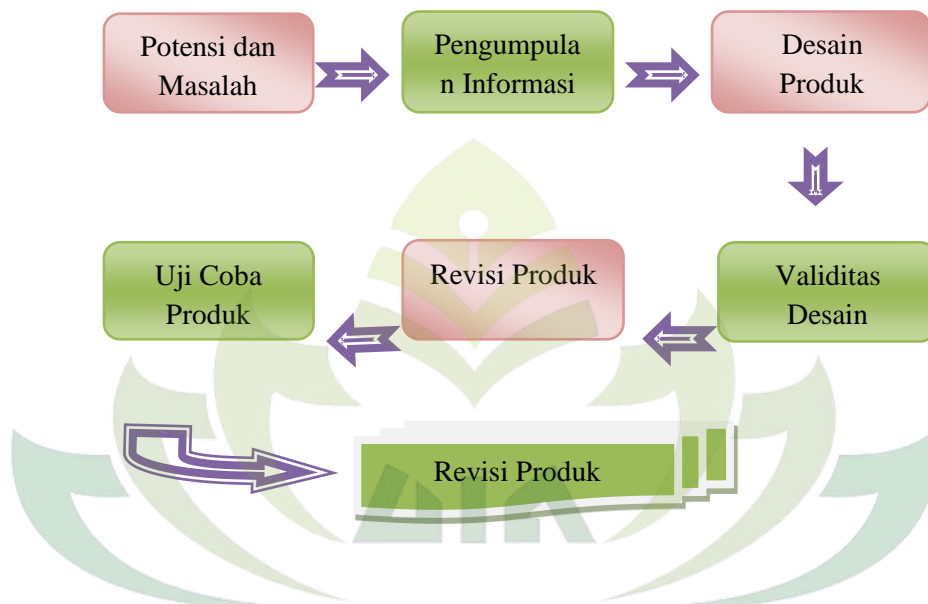 Potensi dan
Masalah
Pengumpula
n Informasi
Desain
Produk
Uji Coba
Produk
Revisi Produk
Validitas
Desain
Revisi Produk